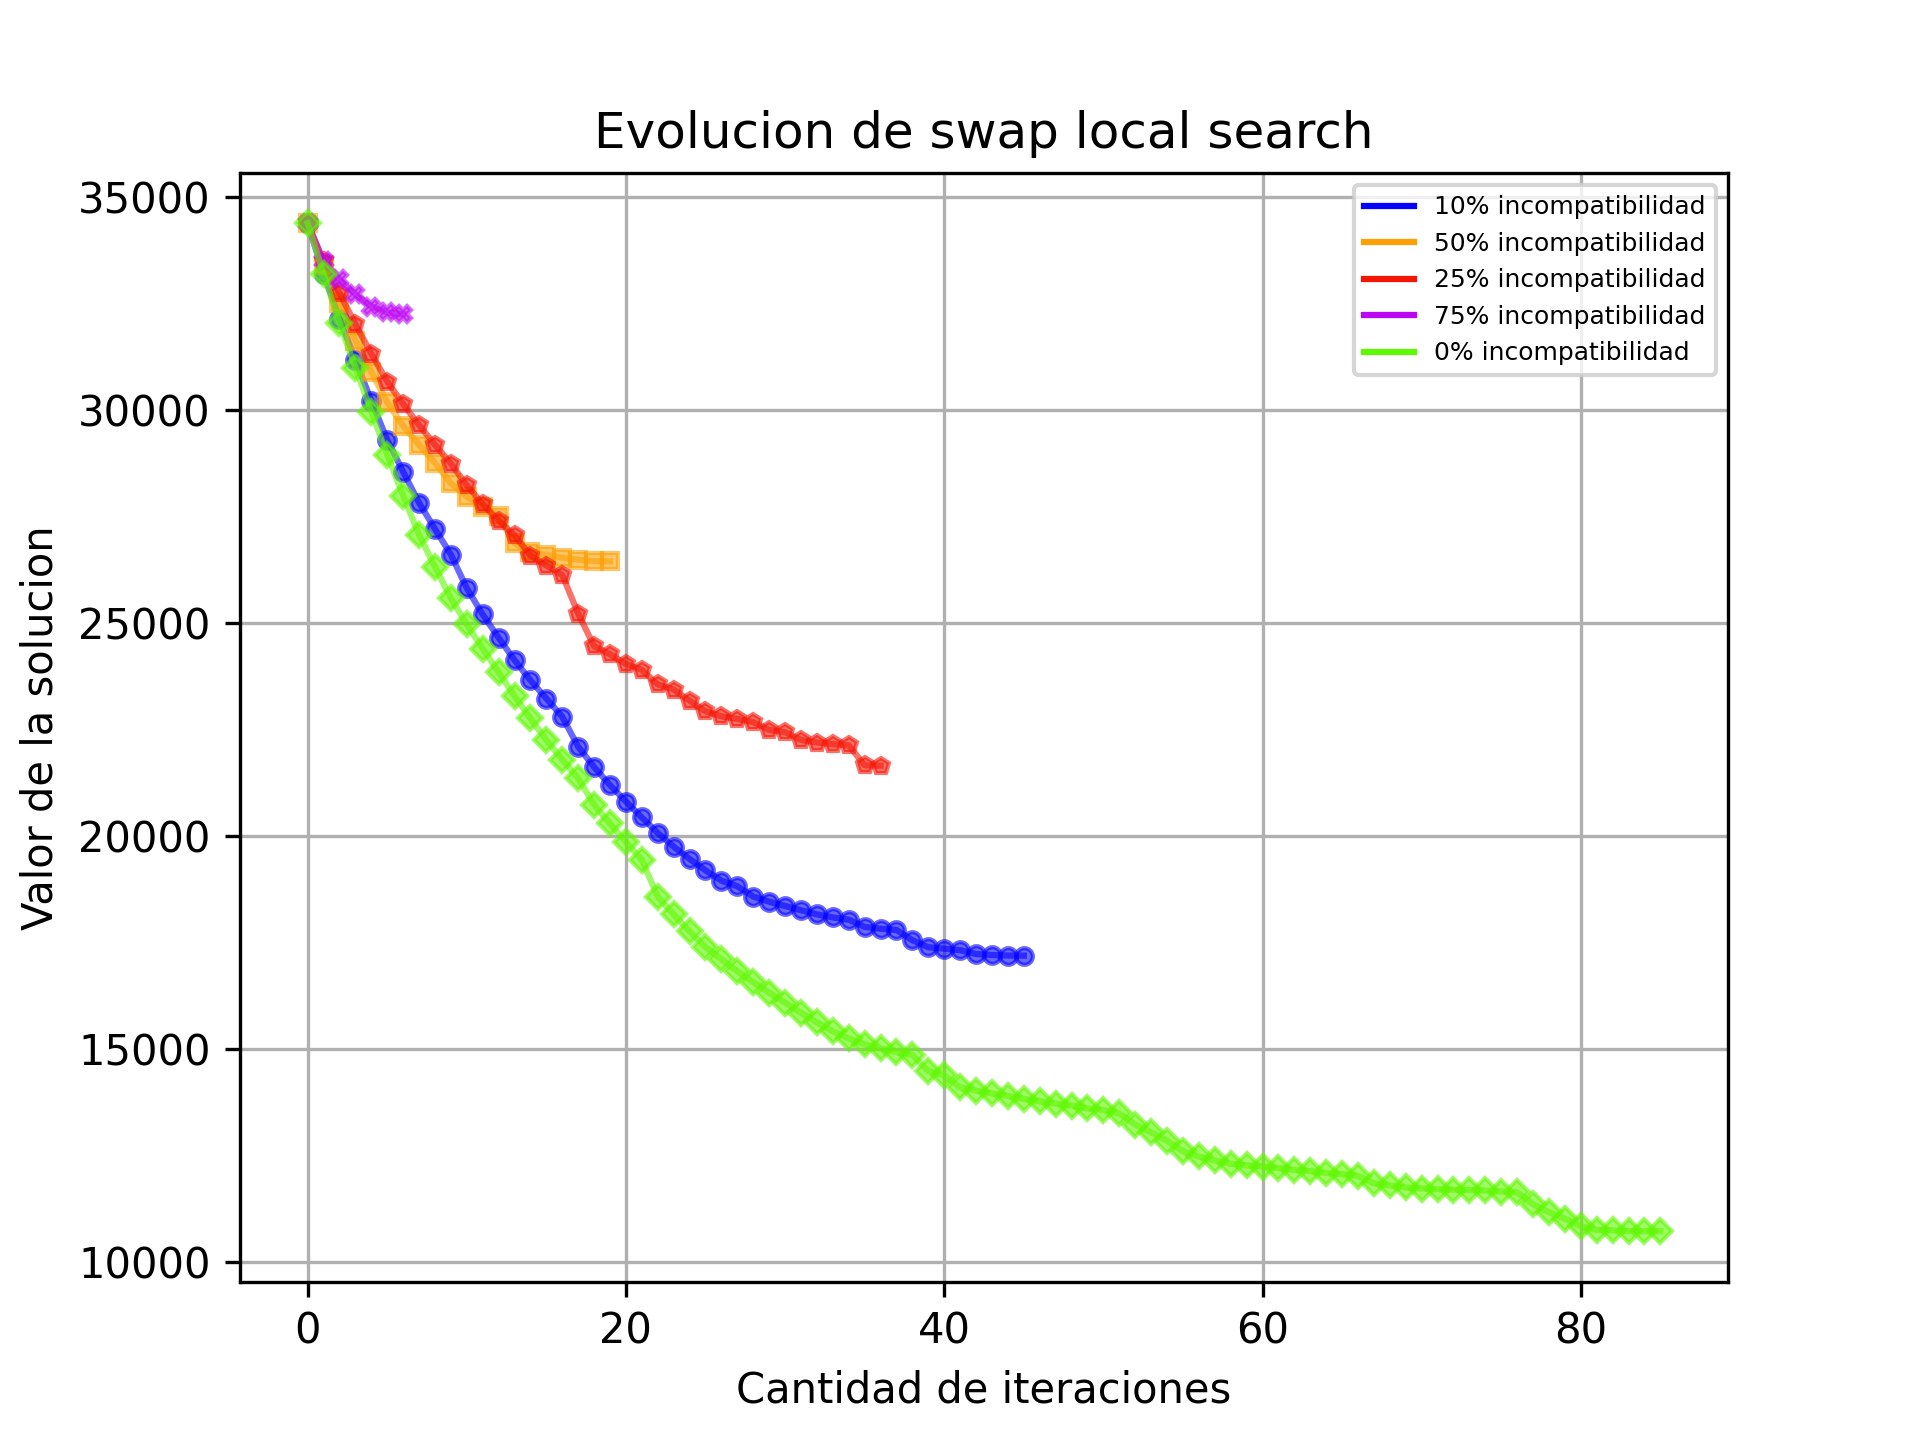 Evolucion de swap local search
35000
30000
25000
20000
15000
10000
Valor de la solucion
10% incompatibilidad
50% incompatibilidad
25% incompatibilidad
75% incompatibilidad
0% incompatibilidad
0 20 40 60 80
Cantidad de iteraciones